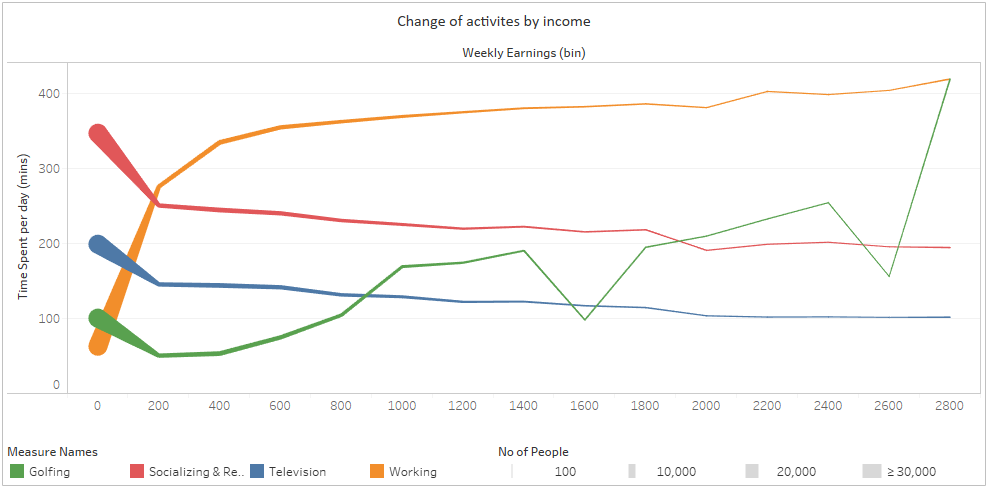 Change of activites by income
Weekly Earnings (bin)
Time Spent per day (mins)
400
300
200
100
0
0 200 400 600 800 1000 1200 1400 1600 1800 2000 2200 2400 2600 2800
Measure Names
Golfing Socializing & Re.. Television Working
No of People
100 10,000 20,000 ≥ 30,000